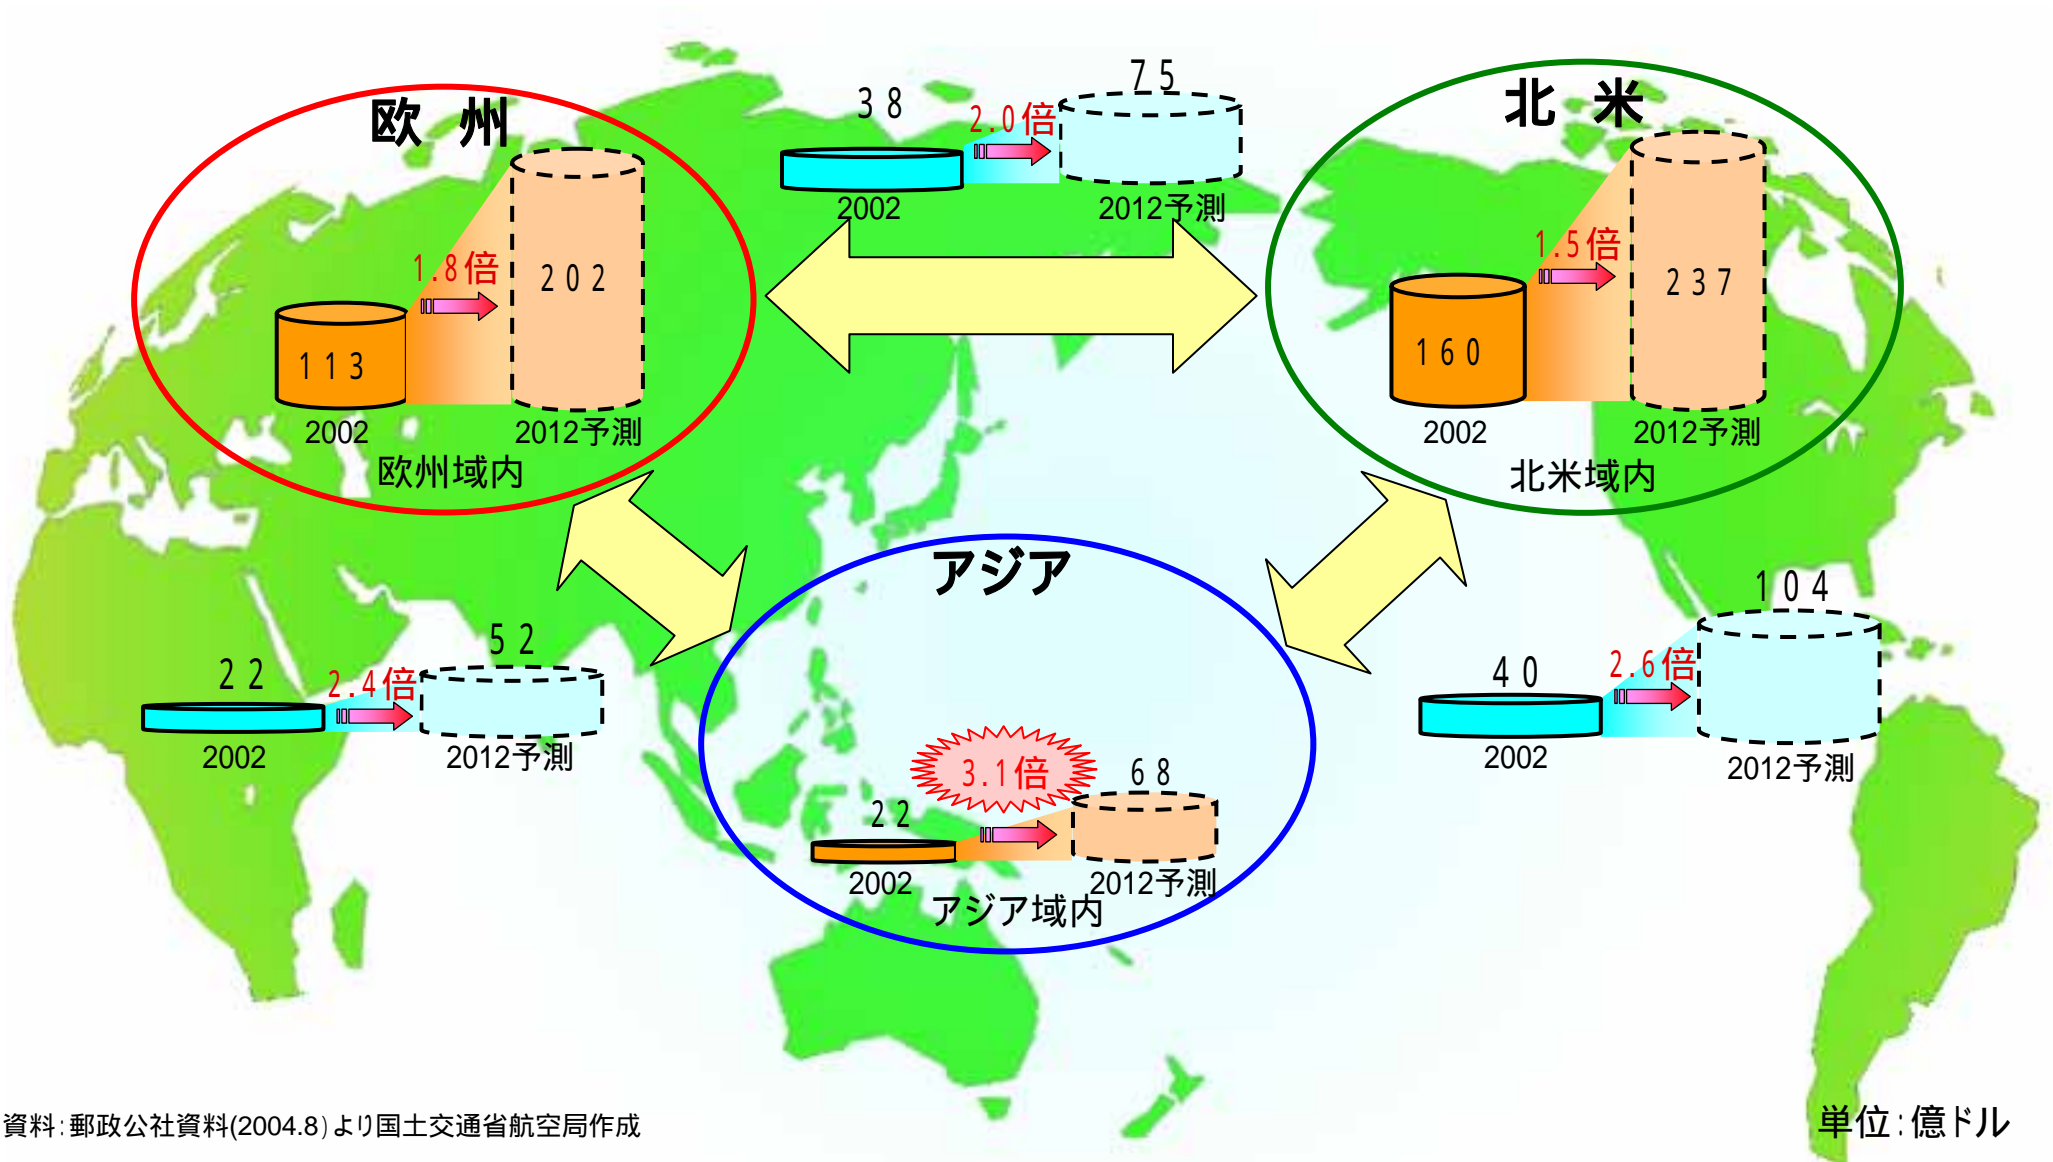 欧 州
113
1.8倍
202
2002
2012予測
欧州域内
38
2.0倍
75
2002
2012予測
北 米
160
1.5倍
237
2002
2012予測
北米域内
22
2.4倍
52
2002
2012予測
アジア
22
3.1倍
68
2002
2012予測
アジア域内
40
2.6倍
104
2002
2012予測
資料:郵政公社資料(2004.8)より国土交通省航空局作成
単位:億ドル